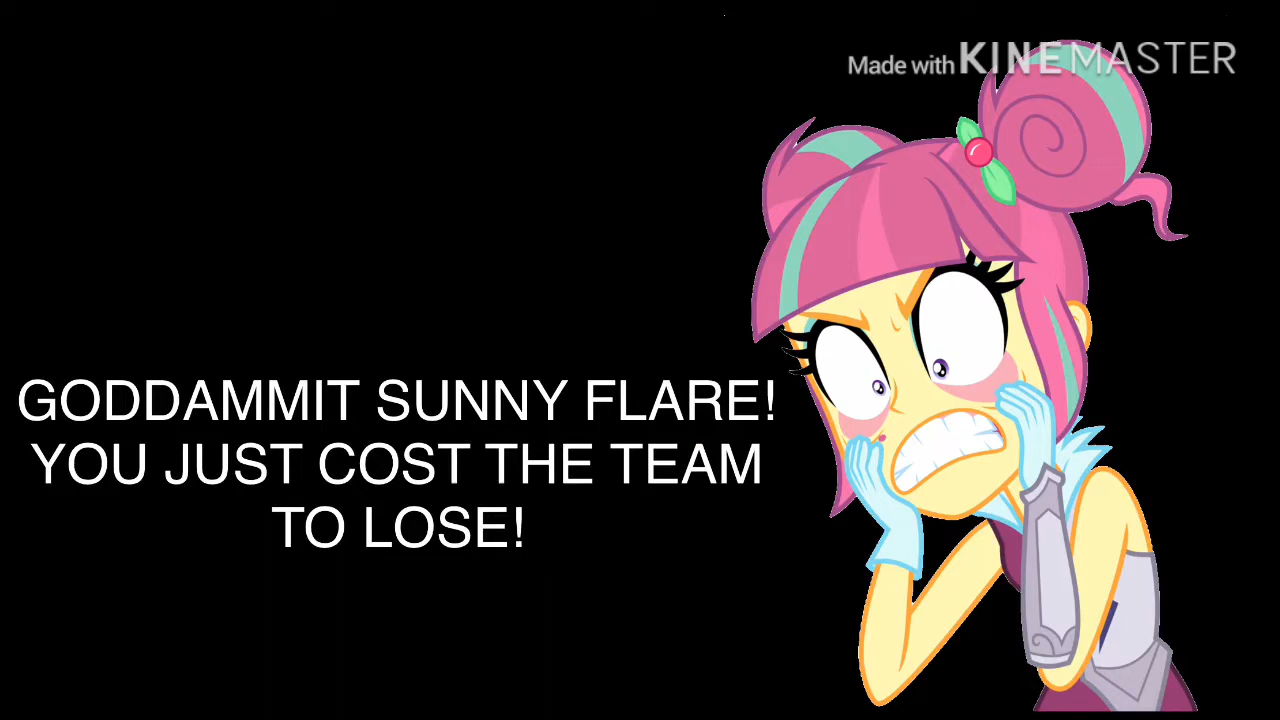 Made with KINEMASTER
GODDAMMIT SUNNY FLARE!
YOU JUST COST THE TEAM
TO LOSE!